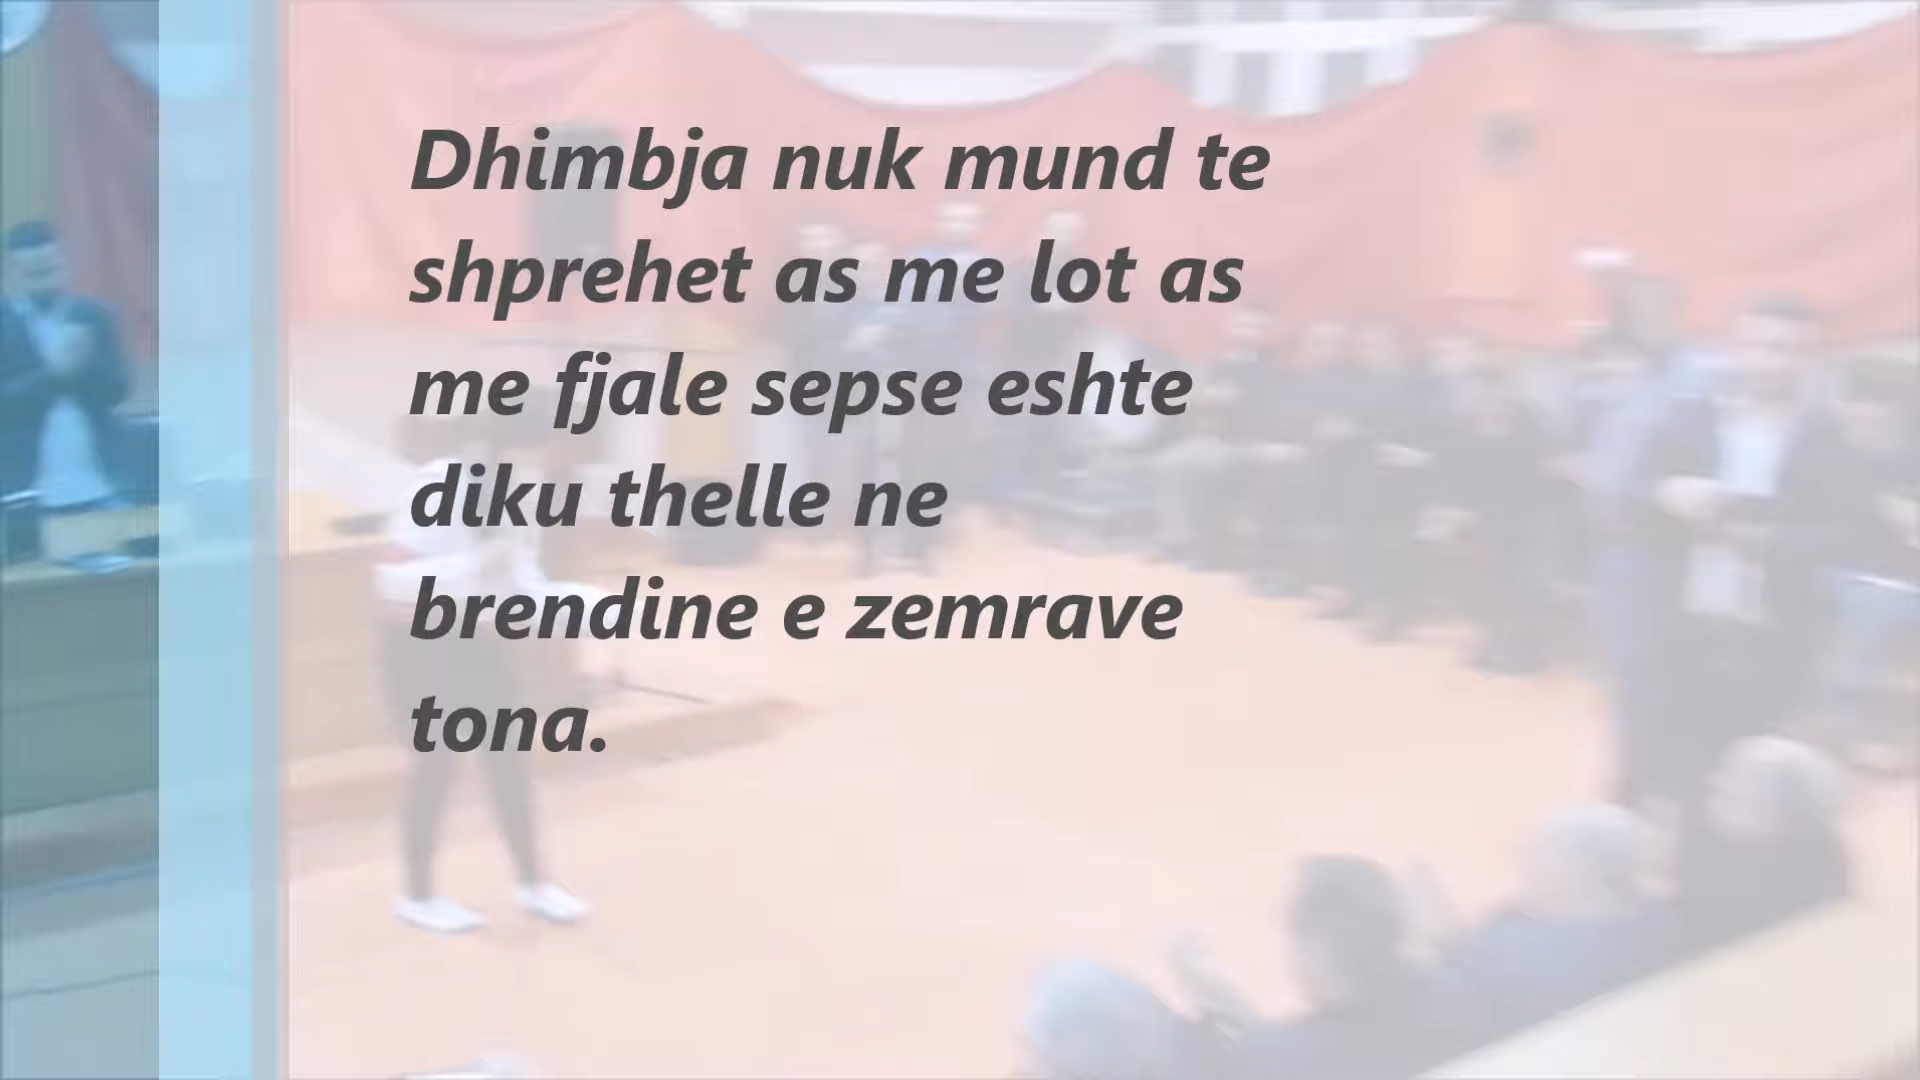 Dhimbja nuk mund te
shprehet as me lot as
me fjale sepse eshte
diku thelle ne
brendine e zemrave
tona.